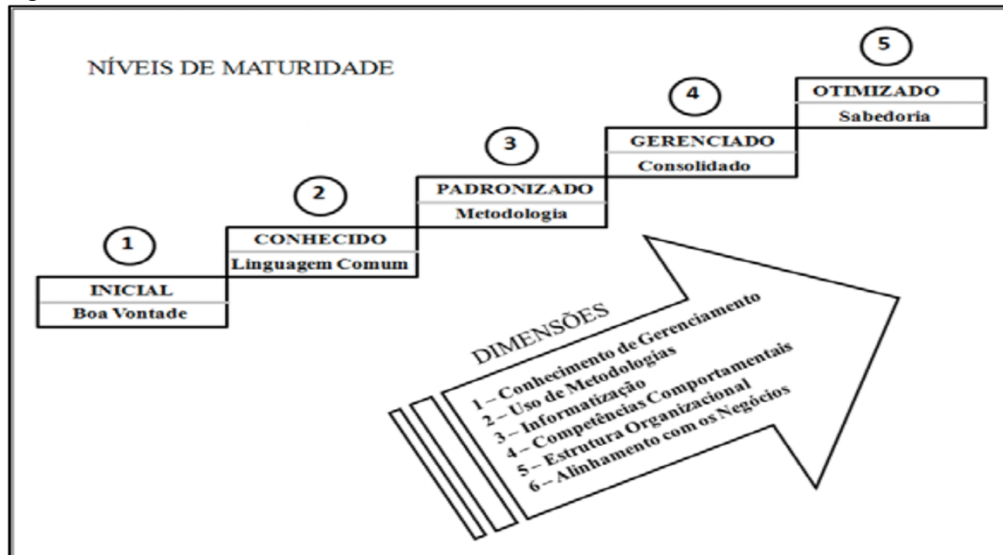 NÍVEIS DE MATURIDADE
5
OTIMIZADO
Sabedoria
4
GERENCIADO
Consolidado
3
PADRONIZADO
Metodologia
2
CONHECIDO
Linguagem Comum
1
INICIAL
Boa Vontade
DIMENSÕES
1 – Conhecimento de Gerenciamento
2 – Uso de Metodologias
3 – Informatização
4 – Competências Comportamentais
5 – Estrutura Organizacional
6 – Alinhamento com os Negócios